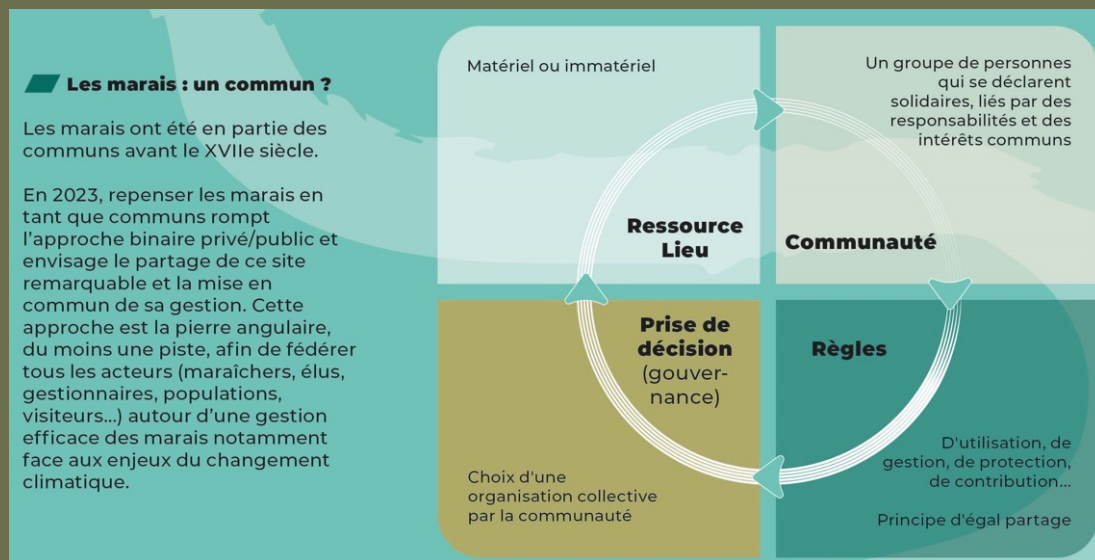 Les marais : un commun ?
Les marais ont été en partie des
communs avant le XVIIe siècle.
En 2023, repenser les marais en
tant que communs rompt
l'approche binaire privé/public et
envisage le partage de ce site
remarquable et la mise en
commun de sa gestion. Cette
approche est la pierre angulaire,
du moins une piste, afin de fédérer
tous les acteurs (maraîchers, élus,
gestionnaires, populations,
visiteurs...) autour d'une gestion
efficace des marais notamment
face aux enjeux du changement
climatique.
Matériel ou immatériel
Ressource
Lieu
Un groupe de personnes
qui se déclarent
solidaires, liés par des
responsabilités et des
intérêts communs
Communauté
Prise de
décision
(gouver-
nance)
Choix d'une
organisation collective
par la communauté
Règles
D'utilisation, de
gestion, de protection,
de contribution...
Principe d'égal partage